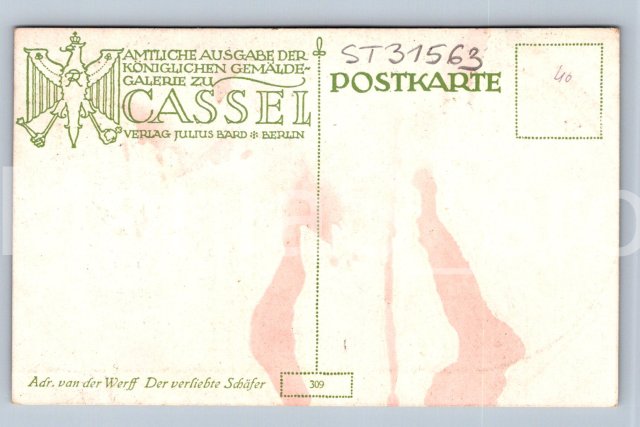 AMTLICHE AUSGABE DER
KÖNIGLICHEN GEMÄLDE-
GALERIE ZU
CASSEL
VERLAG JULIUS BARD * BERLIN
R
ST31563
POSTKARTE
40
Adr. van der Werff Der verliebte Schäfer
309